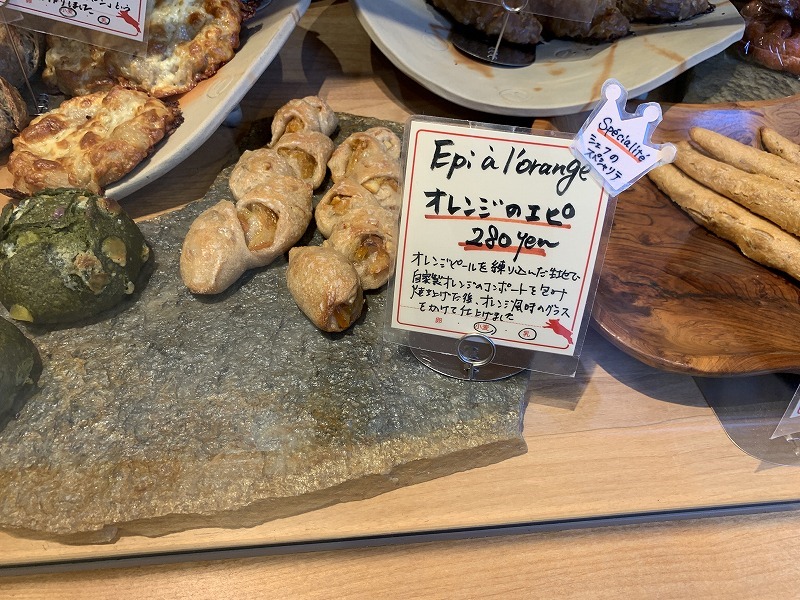 Epi à l'orange
オレンジのエピ
280 yen
オレンジピールを練り込んだ生地で
自家製オレンジのコンポートを包み
焼き上げた後、オレンジ風味のグラス
をかけて仕上げました
卵 小麦 乳
Spécialité
シェフの
スペシャリテ